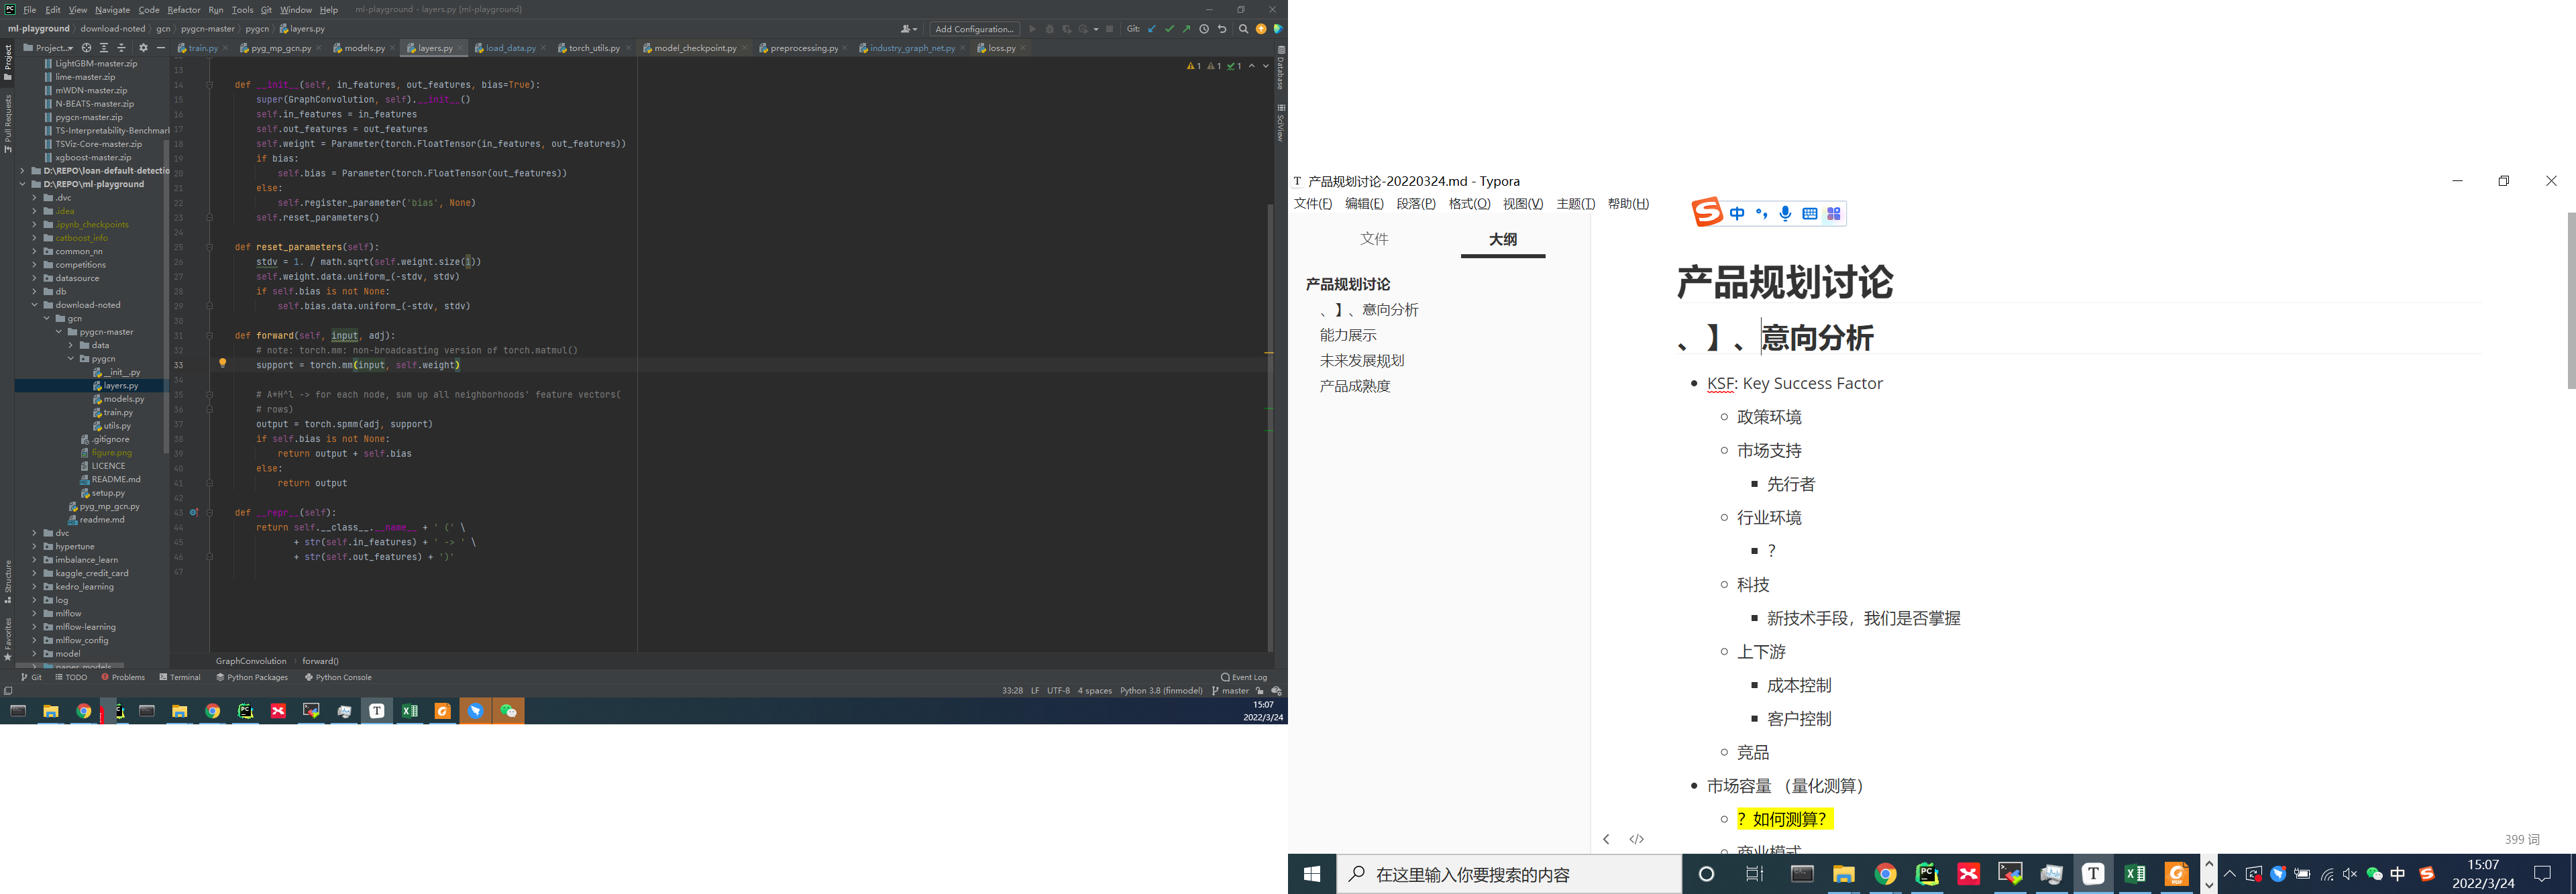 File Edit View Navigate Code Refactor Run Tools Git Window Help ml-playground - layers.py [ml-playground]
ml-playground download-noted gcn pygcn-master pygcn layers.py
Add Configuration... Git:
Project...
train.py pyg_mp_gcn.py models.py layers.py load_data.py torch_utils.py model_checkpoint.py preprocessing.py industry_graph_net.py loss.py
1 1 1
Project
Pull Requests
Structure
Favorites
Database
SciView
LightGBM-master.zip
lime-master.zip
mWDN-master.zip
N-BEATS-master.zip
pygcn-master.zip
TS-Interpretability-Benchmark
TSViz-Core-master.zip
xgboost-master.zip
D:\REPO\loan-default-detectio
D:\REPO\ml-playground
.dvc
.idea
.ipynb_checkpoints
catboost_info
common_nn
competitions
datasource
db
download-noted
gcn
pygcn-master
data
pygcn
__init__.py
layers.py
models.py
train.py
utils.py
.gitignore
figure.png
LICENCE
README.md
setup.py
pyg_mp_gcn.py
readme.md
dvc
hypertune
imbalance_learn
kaggle_credit_card
kedro_learning
log
mlflow
mlflow-learning
mlflow_config
model
paper_models
13
14 def __init__(self, in_features, out_features, bias=True):
15 super(GraphConvolution, self).__init__()
16 self.in_features = in_features
17 self.out_features = out_features
18 self.weight = Parameter(torch.FloatTensor(in_features, out_features))
19 if bias:
20 self.bias = Parameter(torch.FloatTensor(out_features))
21 else:
22 self.register_parameter('bias', None)
23 self.reset_parameters()
24
25 def reset_parameters(self):
26 stdv = 1. / math.sqrt(self.weight.size(1))
27 self.weight.data.uniform_(-stdv, stdv)
28 if self.bias is not None:
29 self.bias.data.uniform_(-stdv, stdv)
30
31 def forward(self, input, adj):
32 # note: torch.mm: non-broadcasting version of torch.matmul()
33 support = torch.mm(input, self.weight)
34
35 # A*H^l -> for each node, sum up all neighborhoods' feature vectors(
36 # rows)
37 output = torch.spmm(adj, support)
38 if self.bias is not None:
39 return output + self.bias
40 else:
41 return output
42
43 def __repr__(self):
44 return self.__class__.__name__ + ' (' \
45 + str(self.in_features) + ' -> ' \
46 + str(self.out_features) + ')'
47
GraphConvolution forward()
Git TODO Problems Terminal Python Packages Python Console Event Log
33:28 LF UTF-8 4 spaces Python 3.8 (finmodel) master
15:07
2022/3/24
产品规划讨论-20220324.md - Typora
文件(F) 编辑(E) 段落(P) 格式(O) 视图(V) 主题(T) 帮助(H)
中
文件 大纲
产品规划讨论
、】、意向分析
能力展示
未来发展规划
产品成熟度
产品规划讨论
、】、意向分析
KSF: Key Success Factor
政策环境
市场支持
先行者
行业环境
？
科技
新技术手段，我们是否掌握
上下游
成本控制
客户控制
竞品
市场容量 （量化测算）
？如何测算？
商业模式
399 词
在这里输入你要搜索的内容
中
15:07
2022/3/24